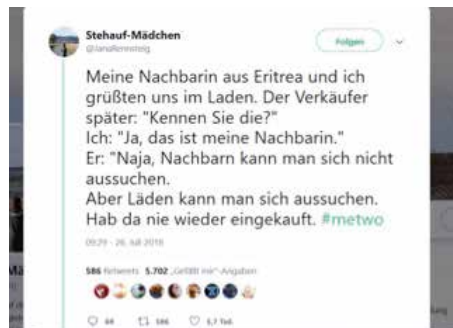 Stehauf-Mädchen
Folgen
Meine Nachbarin aus Eritrea und ich
grüßten uns im Laden. Der Verkäufer
später: "Kennen Sie die?"
Ich: "Ja, das ist meine Nachbarin."
Er: "Naja, Nachbarn kann man sich nicht
aussuchen.
Aber Läden kann man sich aussuchen.
Hab da nie wieder eingekauft. #metwo
09:29 - 26. Juli 2018
586 Retweets 5.702 „Gefällt mir"-Angaben
586 5,7 Tsd.